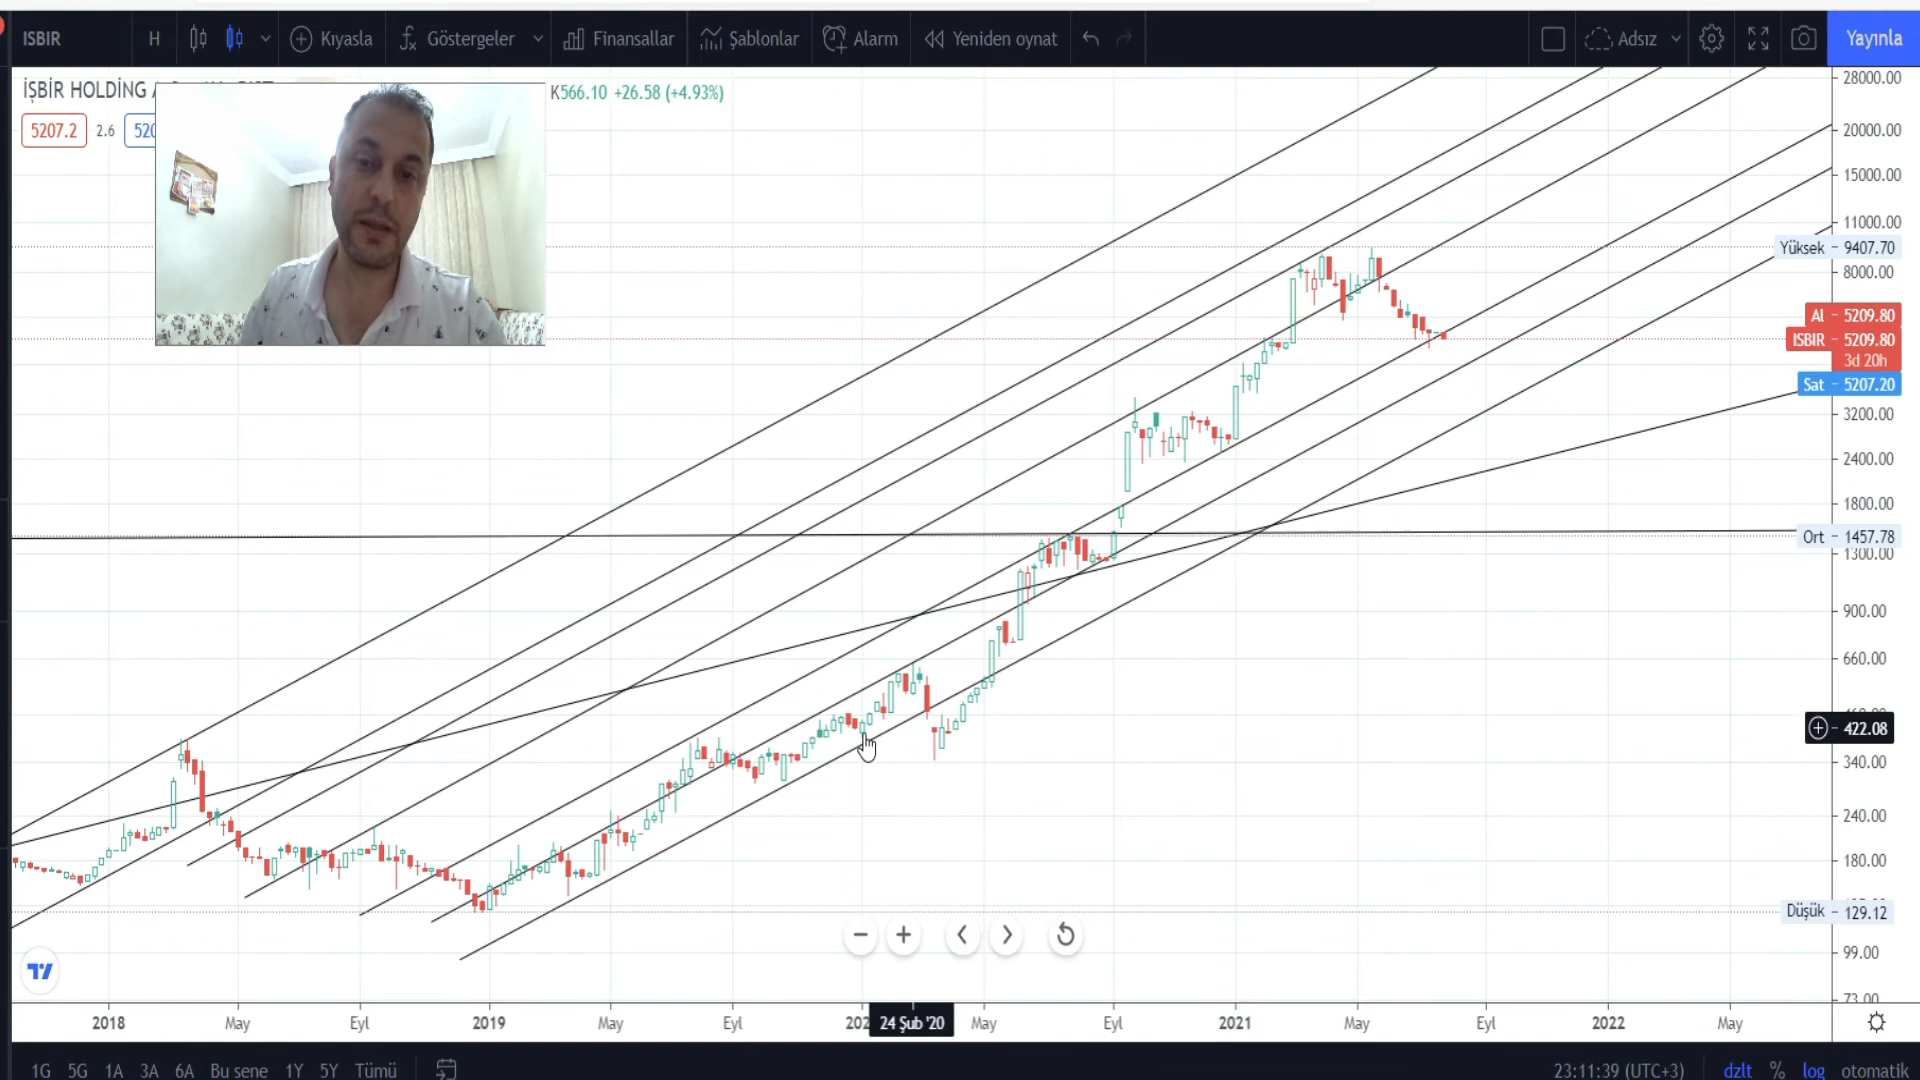 ISBIR H Kıyasla Göstergeler Finansallar Şablonlar Alarm Yeniden oynat Adsız Yayınla
İŞBİR HOLDİNG A K566.10 +26.58 (+4.93%)
5207.2 2.6 520
28000.00
20000.00
15000.00
11000.00
Yüksek 9407.70
8000.00
Al 5209.80
ISBIR 5209.80
3d 20h
Sat 5207.20
3200.00
2400.00
1800.00
Ort 1457.78
1300.00
900.00
660.00
422.08
340.00
240.00
180.00
Düşük 129.12
99.00
73.00
2018 May Eyl 2019 May Eyl 202 24 Şub '20 May Eyl 2021 May Eyl 2022 May
1G 5G 1A 3A 6A Bu sene 1Y 5Y Tümü 23:11:39 (UTC+3) dzlt % log otomatik